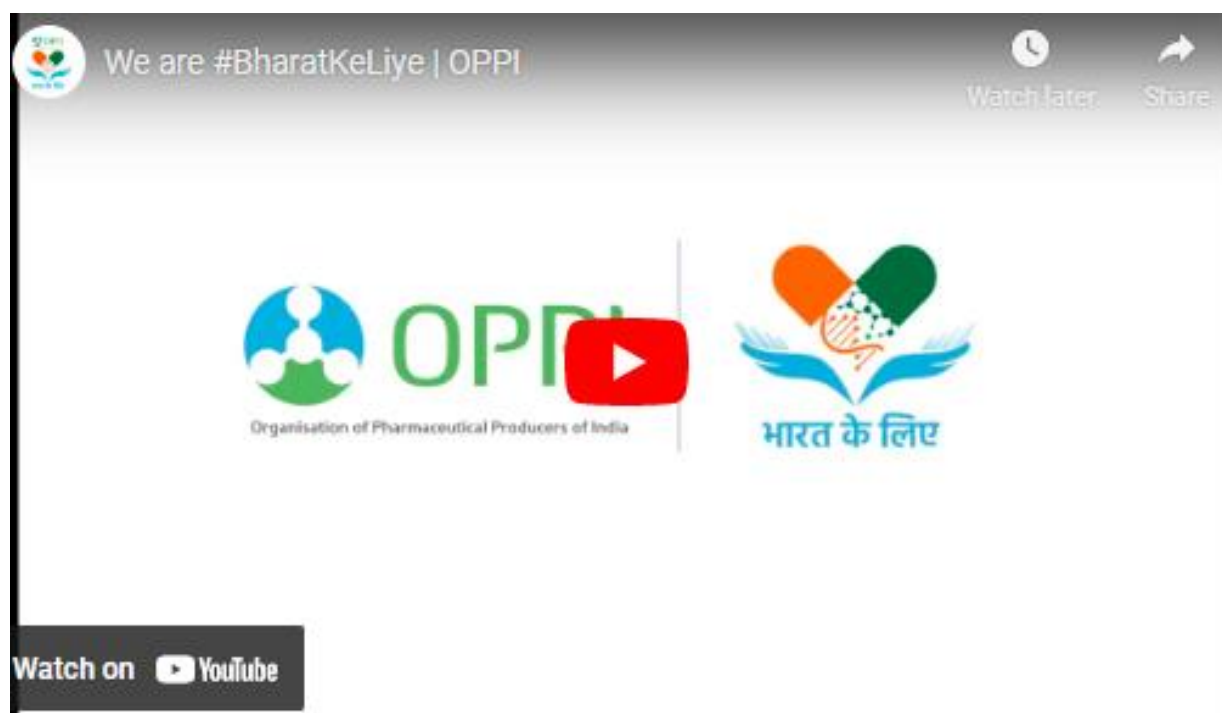 We are #BharatKeLiye | OPPI
Watch later
Share
OPPI
Organisation of Pharmaceutical Producers of India
भारत के लिए
Watch on YouTube